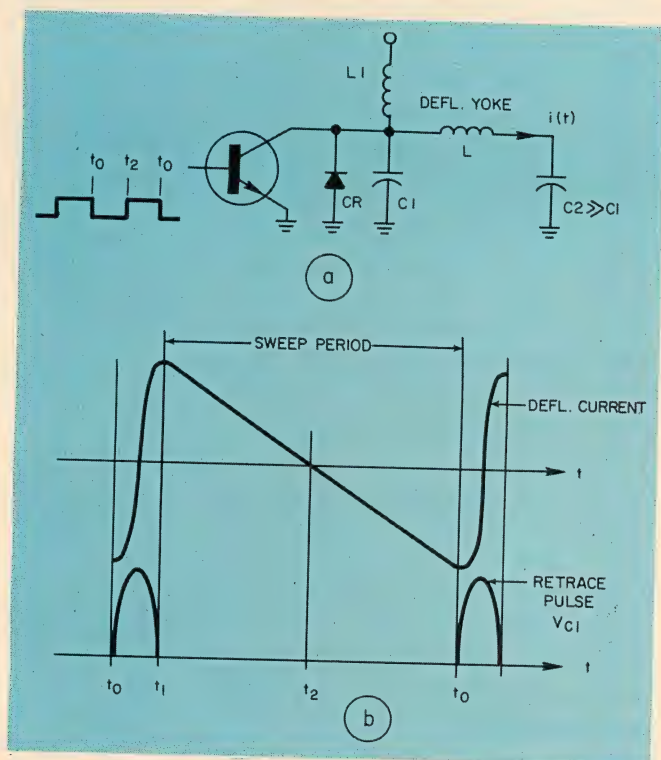 L1
DEFL. YOKE
i(t)
L
t0 t2 t0
CR
C1
C2≫C1
a
SWEEP PERIOD
DEFL. CURRENT
t
RETRACE
PULSE
VC1
t
t0 t1 t2 t0
b